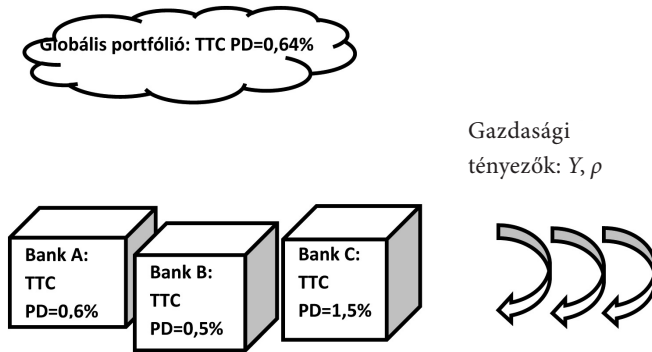 Globális portfólió: TTC PD=0,64%
Gazdasági
tényezők: Y, ρ
Bank A:
TTC
PD=0,6%
Bank B:
TTC
PD=0,5%
Bank C:
TTC
PD=1,5%